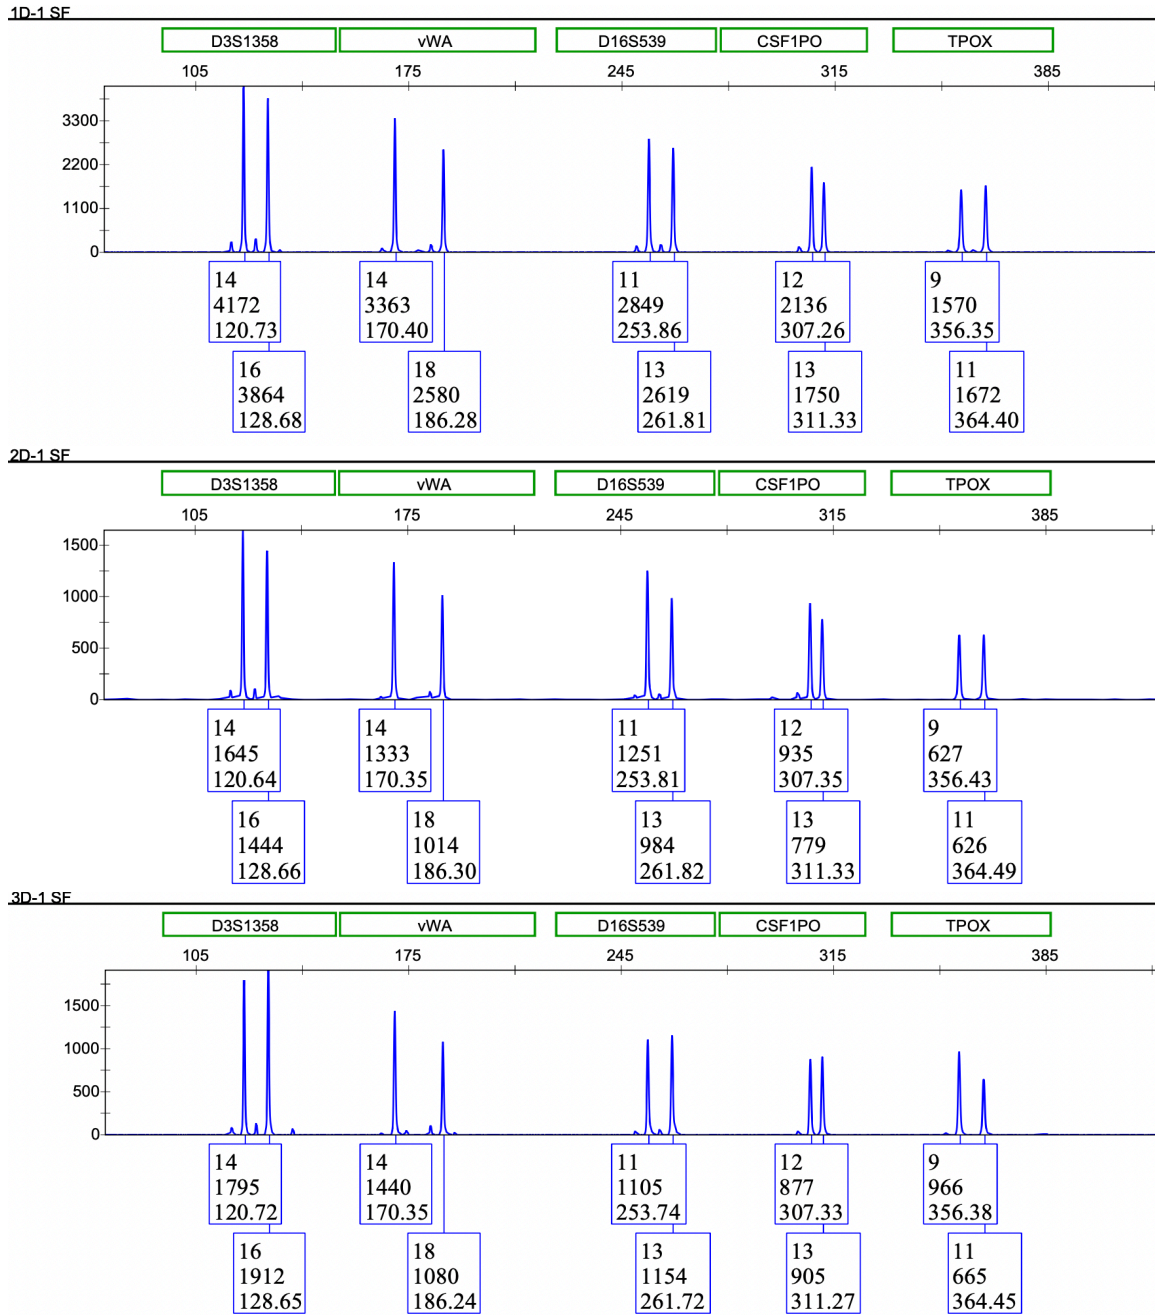 1D-1 SF
D3S1358 vWA D16S539 CSF1PO TPOX
105 175 245 315 385
3300
2200
1100
0
14 14 11 12 9
4172 3363 2849 2136 1570
120.73 170.40 253.86 307.26 356.35
16 18 13 13 11
3864 2580 2619 1750 1672
128.68 186.28 261.81 311.33 364.40
2D-1 SF
D3S1358 vWA D16S539 CSF1PO TPOX
105 175 245 315 385
1500
1000
500
0
14 14 11 12 9
1645 1333 1251 935 627
120.64 170.35 253.81 307.35 356.43
16 18 13 13 11
1444 1014 984 779 626
128.66 186.30 261.82 311.33 364.49
3D-1 SF
D3S1358 vWA D16S539 CSF1PO TPOX
105 175 245 315 385
1500
1000
500
0
14 14 11 12 9
1795 1440 1105 877 966
120.72 170.35 253.74 307.33 356.38
16 18 13 13 11
1912 1080 1154 905 665
128.65 186.24 261.72 311.27 364.45